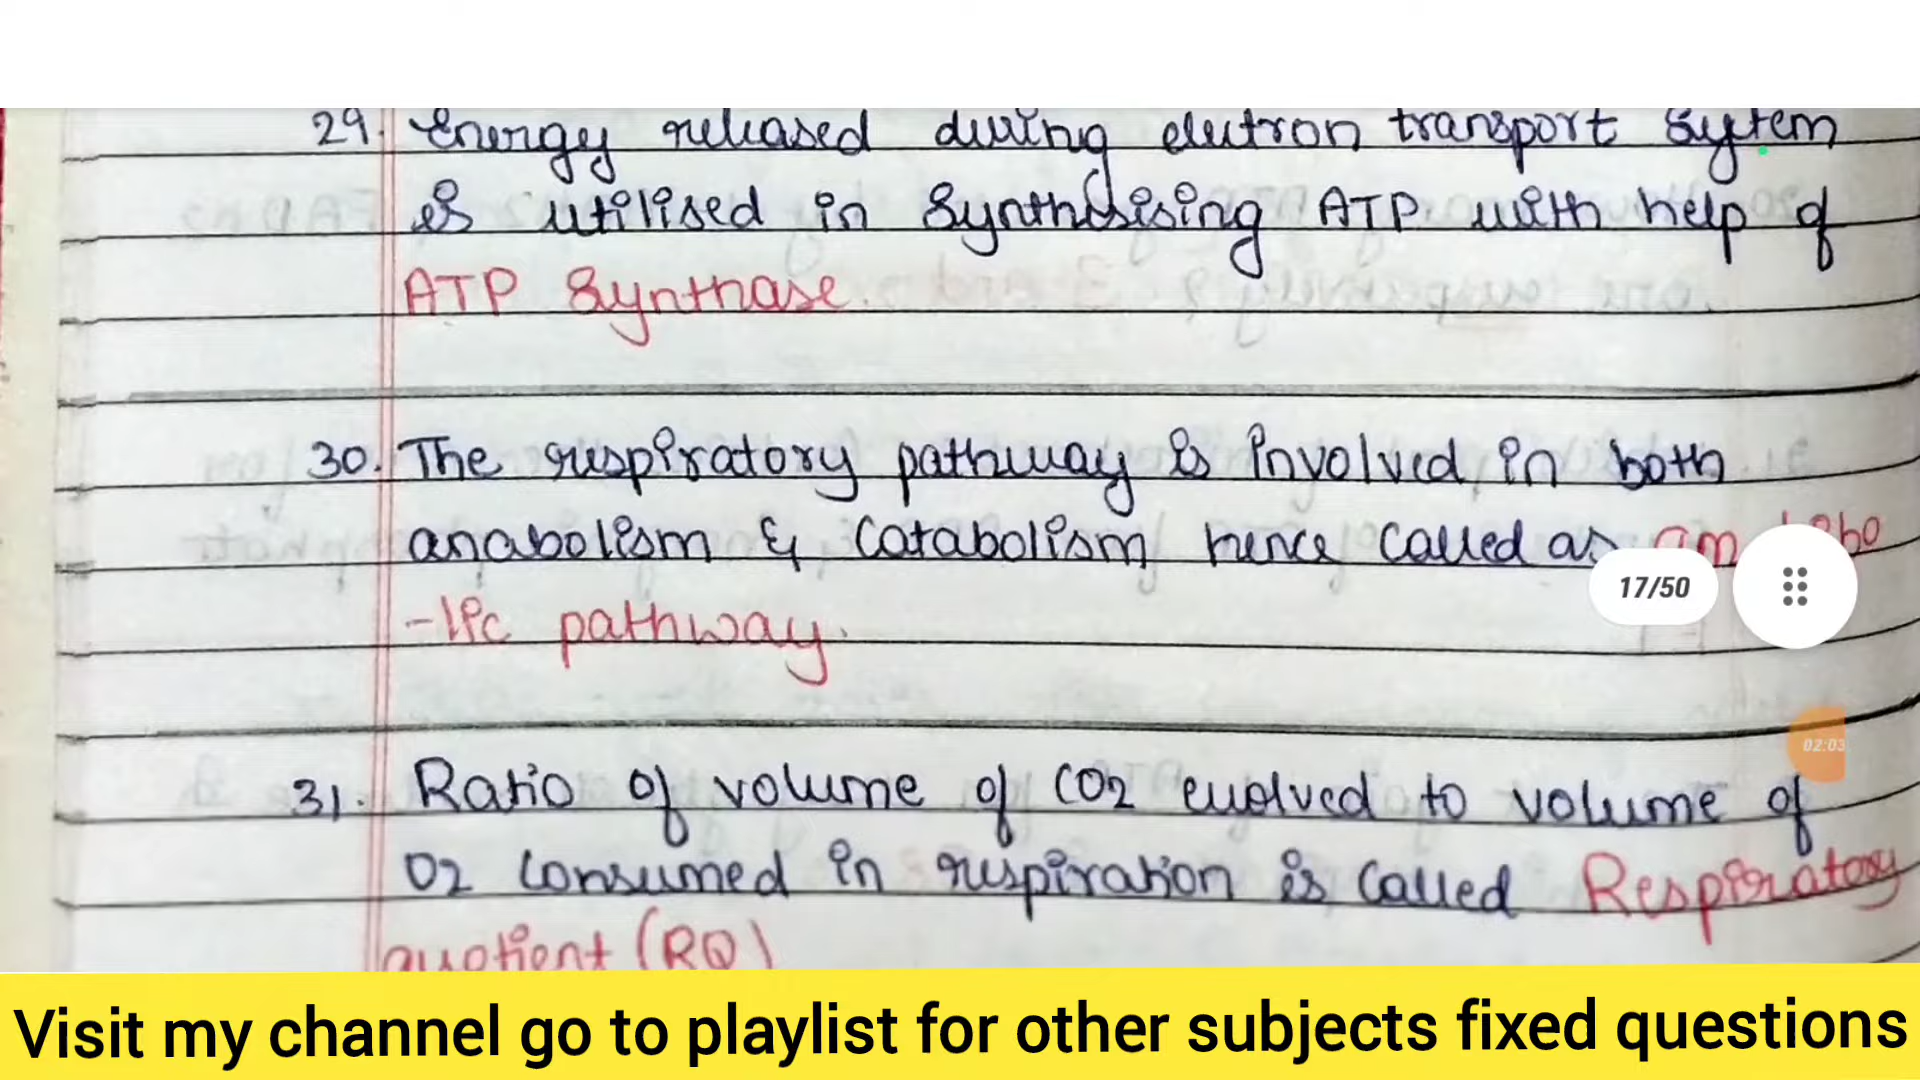 29. Energy released during elutron transport Syftem
is utilised in Synthesising ATP with help of
ATP Synthase.
30. The respiratory pathway is involved in both
anabolism & Catabolism hence called as
-lic pathway.
17/50
02:03
31. Ratio of volume of CO2 evolved to volume of
O2 consumed in respiration is called Respiratory
quotient (RQ)
Visit my channel go to playlist for other subjects fixed questions